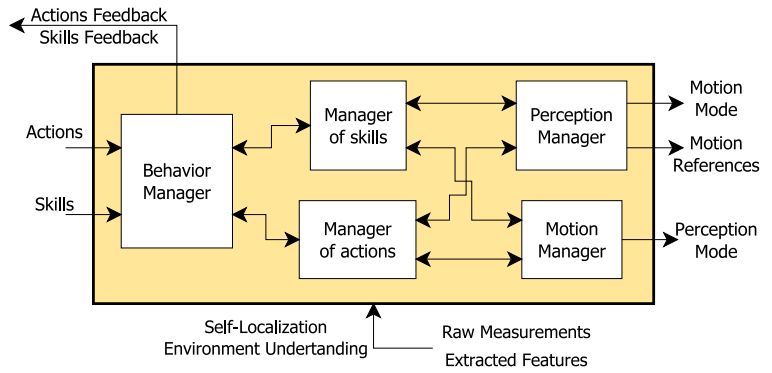 Actions Feedback
Skills Feedback
Actions
Skills
Behavior
Manager
Manager
of skills
Manager
of actions
Perception
Manager
Motion
Manager
Motion
Mode
Motion
References
Perception
Mode
Self-Localization
Environment Undertanding
Raw Measurements
Extracted Features